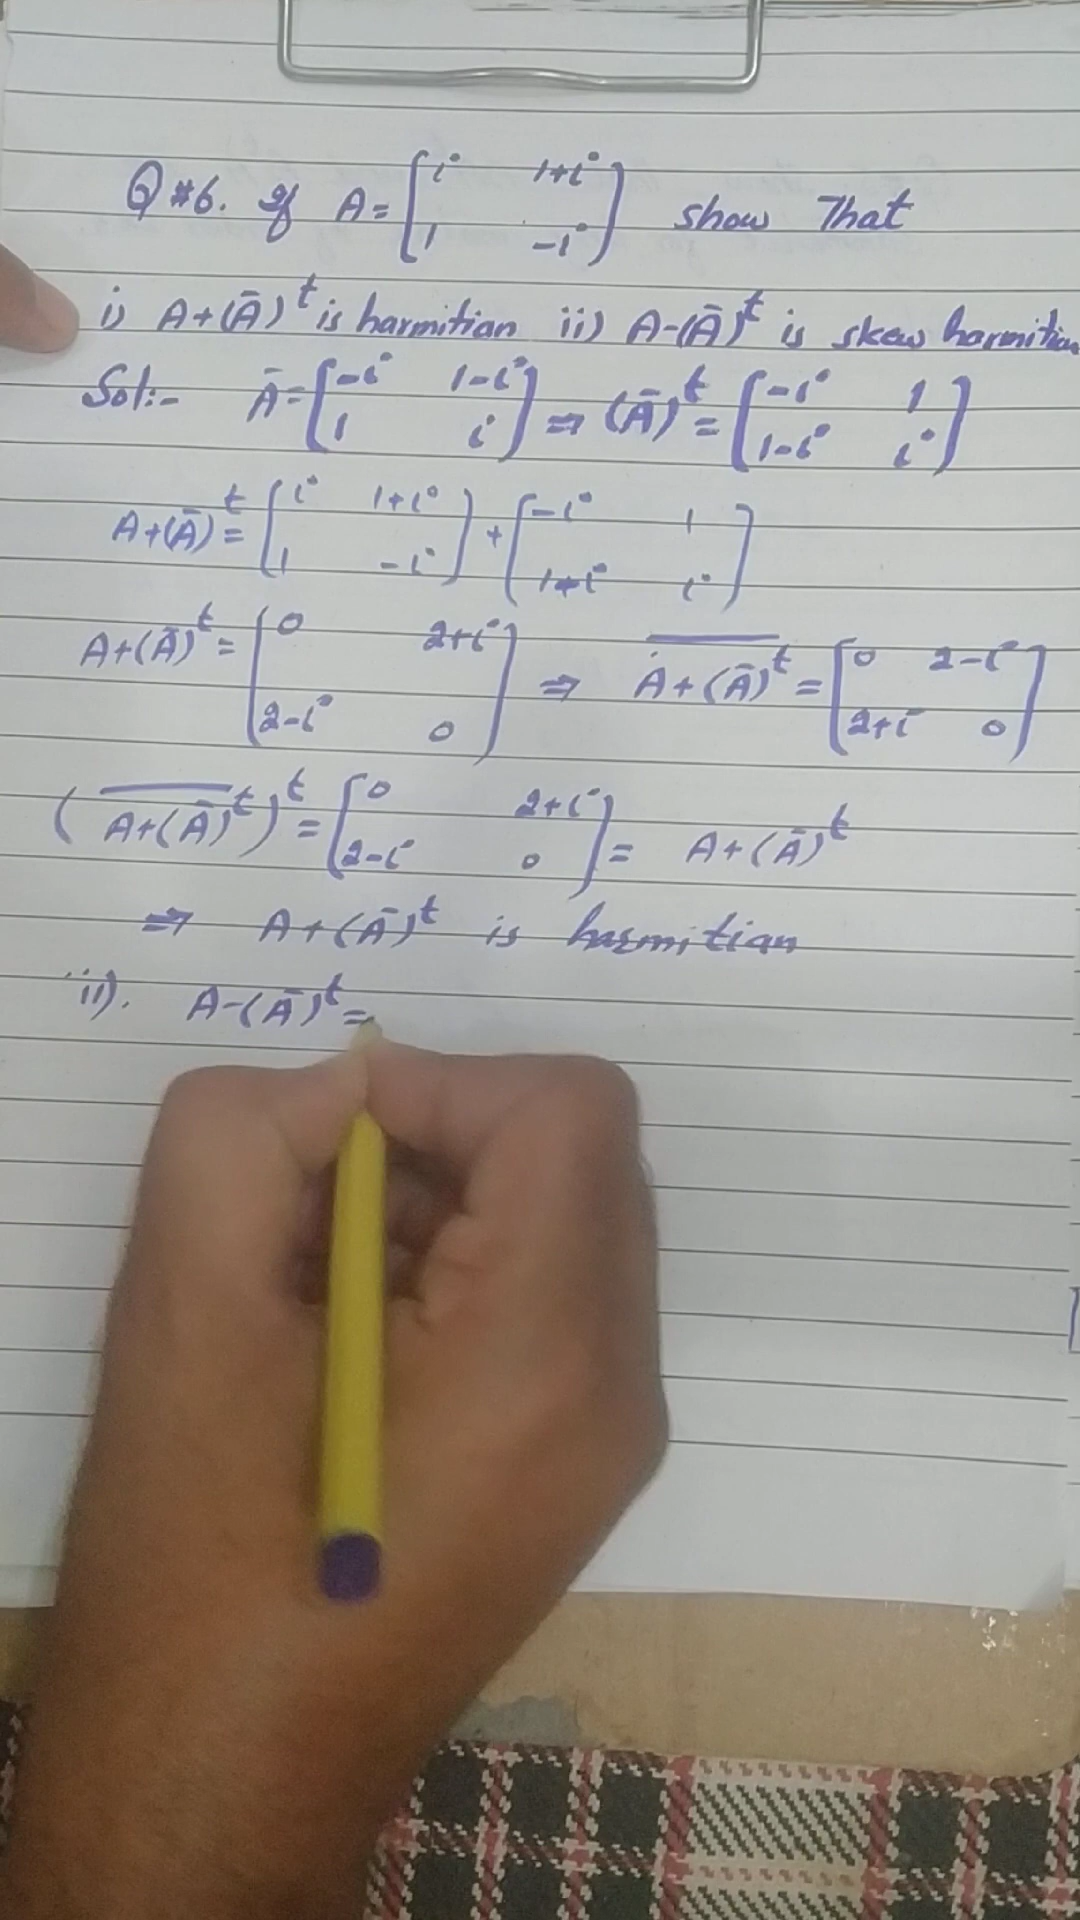 Q#6. If A = [i 1+i; 1 -i] show That
i) A+(Ā)^t is harmitian ii) A-(Ā)^t is skew harmitian
Sol:- Ā = [-i 1-i; 1 i] ⇒ (Ā)^t = [-i 1; 1-i i]
A+(Ā)^t = [i 1+i; 1 -i] + [-i 1; 1+i i]
A+(Ā)^t = [0 2+i; 2-i 0] ⇒ \overline{A+(Ā)^t} = [0 2-i; 2+i 0]
(\overline{A+(Ā)^t})^t = [0 2+i; 2-i 0] = A+(Ā)^t
⇒ A+(Ā)^t is harmitian
ii). A-(Ā)^t =